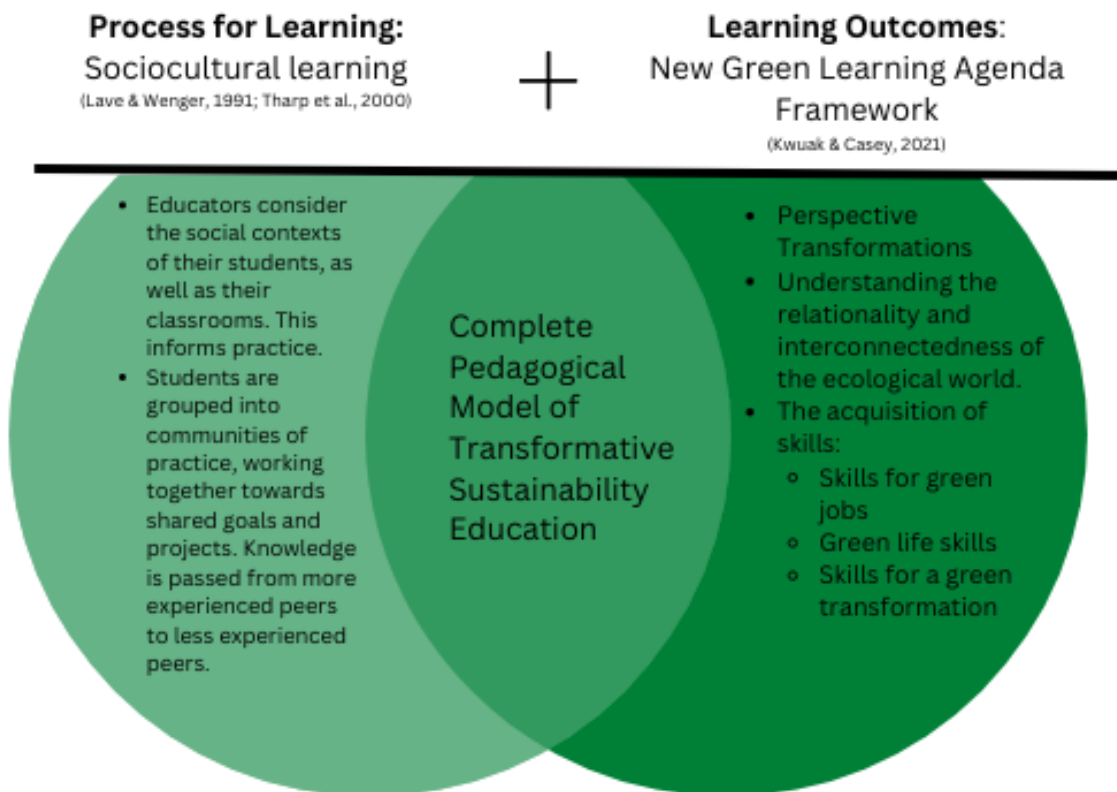 Process for Learning:
Sociocultural learning
(Lave & Wenger, 1991; Tharp et al., 2000)
+
Learning Outcomes:
New Green Learning Agenda
Framework
(Kwuak & Casey, 2021)
• Educators consider
the social contexts
of their students, as
well as their
classrooms. This
informs practice.
• Students are
grouped into
communities of
practice, working
together towards
shared goals and
projects. Knowledge
is passed from more
experienced peers
to less experienced
peers.
Complete
Pedagogical
Model of
Transformative
Sustainability
Education
• Perspective
Transformations
• Understanding the
relationality and
interconnectedness of
the ecological world.
• The acquisition of
skills:
◦ Skills for green
jobs
◦ Green life skills
◦ Skills for a green
transformation